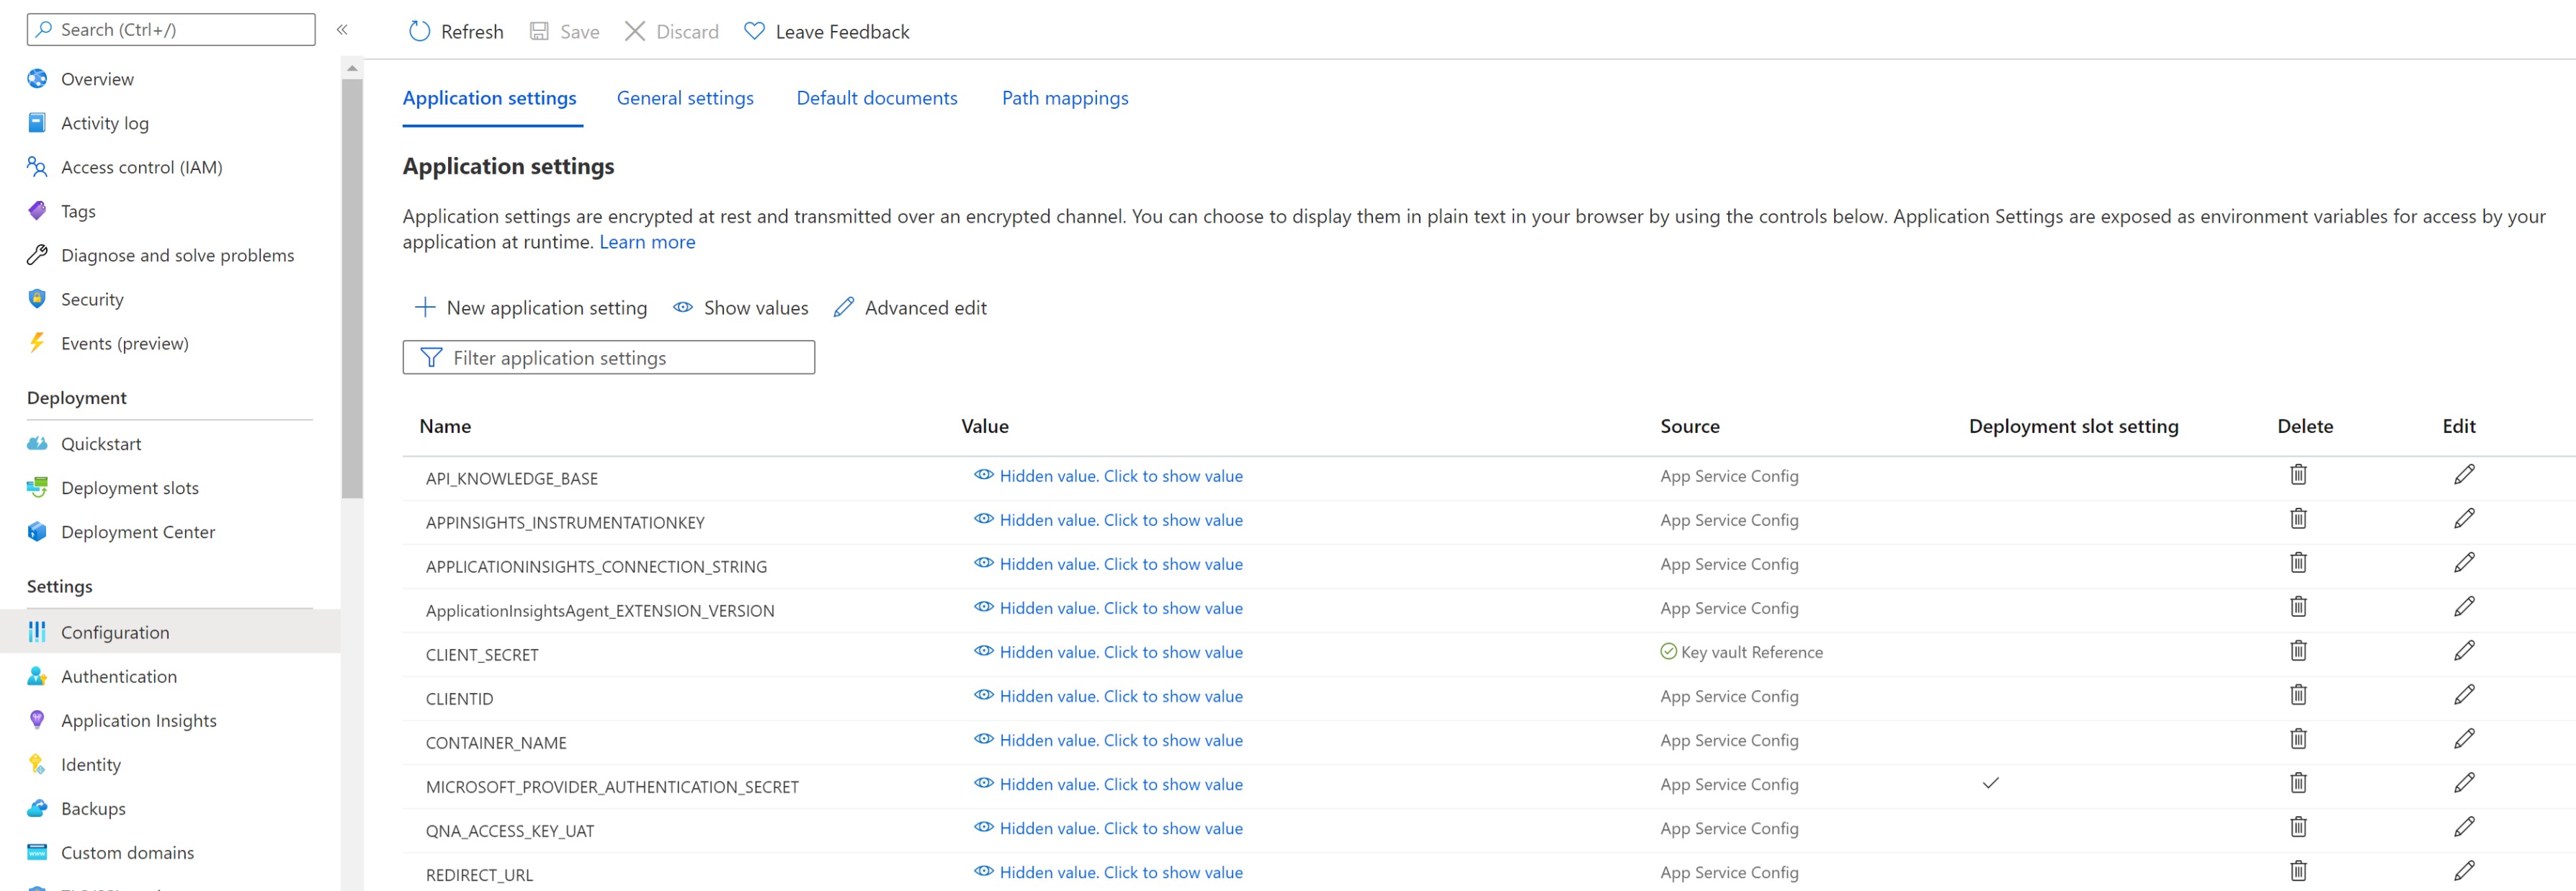 Search (Ctrl+/)
«
Refresh
Save
Discard
Leave Feedback
Overview
Activity log
Access control (IAM)
Tags
Diagnose and solve problems
Security
Events (preview)
Deployment
Quickstart
Deployment slots
Deployment Center
Settings
Configuration
Authentication
Application Insights
Identity
Backups
Custom domains
Application settings
General settings
Default documents
Path mappings
Application settings
Application settings are encrypted at rest and transmitted over an encrypted channel. You can choose to display them in plain text in your browser by using the controls below. Application Settings are exposed as environment variables for access by your
application at runtime. Learn more
New application setting
Show values
Advanced edit
Filter application settings
Name Value Source Deployment slot setting Delete Edit
API_KNOWLEDGE_BASE Hidden value. Click to show value App Service Config
APPINSIGHTS_INSTRUMENTATIONKEY Hidden value. Click to show value App Service Config
APPLICATIONINSIGHTS_CONNECTION_STRING Hidden value. Click to show value App Service Config
ApplicationInsightsAgent_EXTENSION_VERSION Hidden value. Click to show value App Service Config
CLIENT_SECRET Hidden value. Click to show value Key vault Reference
CLIENTID Hidden value. Click to show value App Service Config
CONTAINER_NAME Hidden value. Click to show value App Service Config
MICROSOFT_PROVIDER_AUTHENTICATION_SECRET Hidden value. Click to show value App Service Config
QNA_ACCESS_KEY_UAT Hidden value. Click to show value App Service Config
REDIRECT_URL Hidden value. Click to show value App Service Config